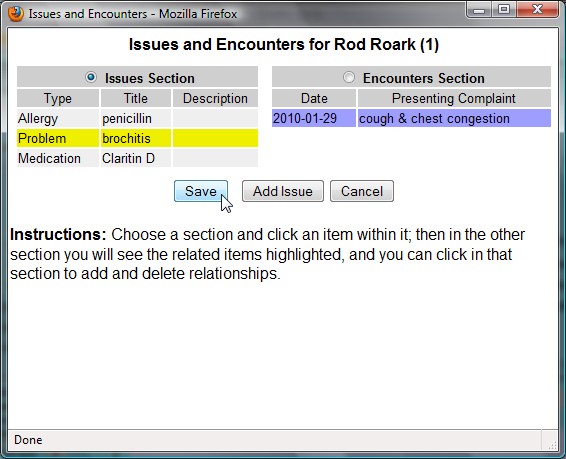 Issues and Encounters - Mozilla Firefox
Issues and Encounters for Rod Roark (1)
Issues Section
Type Title Description
Allergy penicillin
Problem brochitis
Medication Claritin D
Encounters Section
Date Presenting Complaint
2010-01-29 cough & chest congestion
Save Add Issue Cancel
Instructions: Choose a section and click an item within it; then in the other
section you will see the related items highlighted, and you can click in that
section to add and delete relationships.
Done